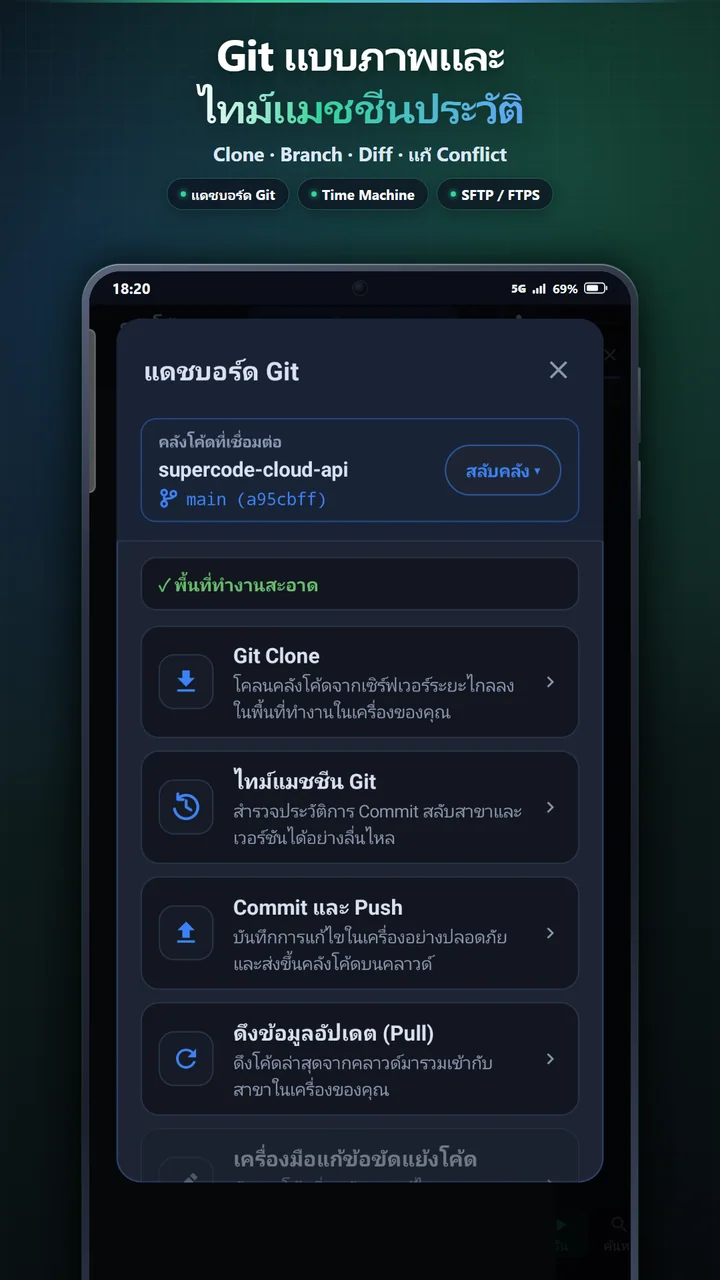 Git แบบภาพและ
ไทม์แมชชีนประวัติ
Clone · Branch · Diff · แก้ Conflict
แดชบอร์ด Git
Time Machine
SFTP / FTPS
18:20
5G
69%
แดชบอร์ด Git
คลังโค้ดที่เชื่อมต่อ
supercode-cloud-api
main (a95cbff)
สลับคลัง ▾
✓ พื้นที่ทำงานสะอาด
Git Clone
โคลนคลังโค้ดจากเซิร์ฟเวอร์ระยะไกลลง
ในพื้นที่ทำงานในเครื่องของคุณ
ไทม์แมชชีน Git
สำรวจประวัติการ Commit สลับสาขาและ
เวอร์ชันได้อย่างลื่นไหล
Commit และ Push
บันทึกการแก้ไขในเครื่องอย่างปลอดภัย
และส่งขึ้นคลังโค้ดบนคลาวด์
ดึงข้อมูลอัปเดต (Pull)
ดึงโค้ดล่าสุดจากคลาวด์มารวมเข้ากับ
สาขาในเครื่องของคุณ
เครื่องมือแก้ข้อขัดแย้งโค้ด